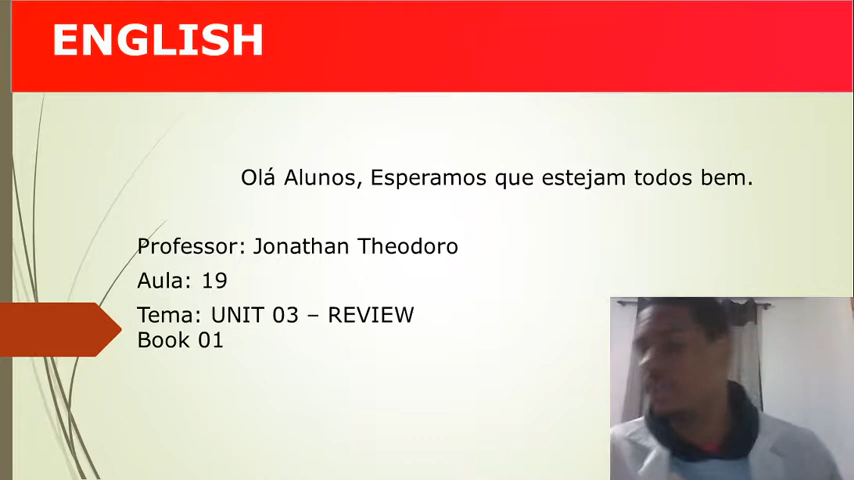 ENGLISH
Olá Alunos, Esperamos que estejam todos bem.
Professor: Jonathan Theodoro
Aula: 19
Tema: UNIT 03 – REVIEW
Book 01